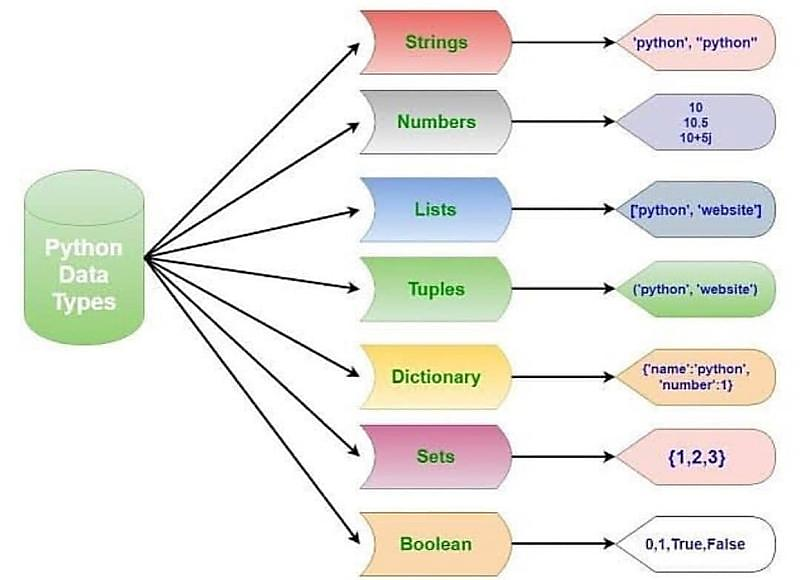 Python
Data
Types
Strings
'python', "python"
Numbers
10
10.5
10+5j
Lists
['python', 'website']
Tuples
('python', 'website')
Dictionary
{'name':'python',
'number':1}
Sets
{1,2,3}
Boolean
0,1,True,False